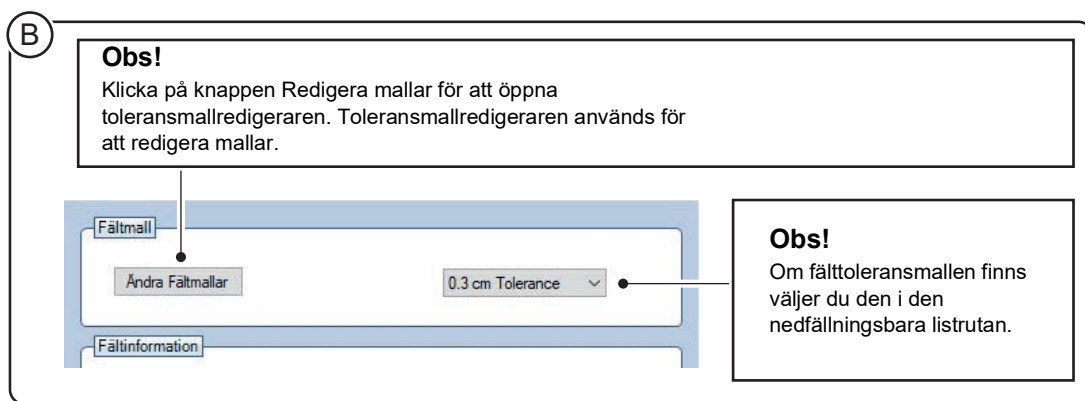 B
Obs!
Klicka på knappen Redigera mallar för att öppna
toleransmallredigeraren. Toleransmallredigeraren används för
att redigera mallar.
Fältmall
Ändra Fältmallar
0.3 cm Tolerance
Obs!
Om fälttoleransmallen finns
väljer du den i den
nedfällningsbara listrutan.
Fältinformation